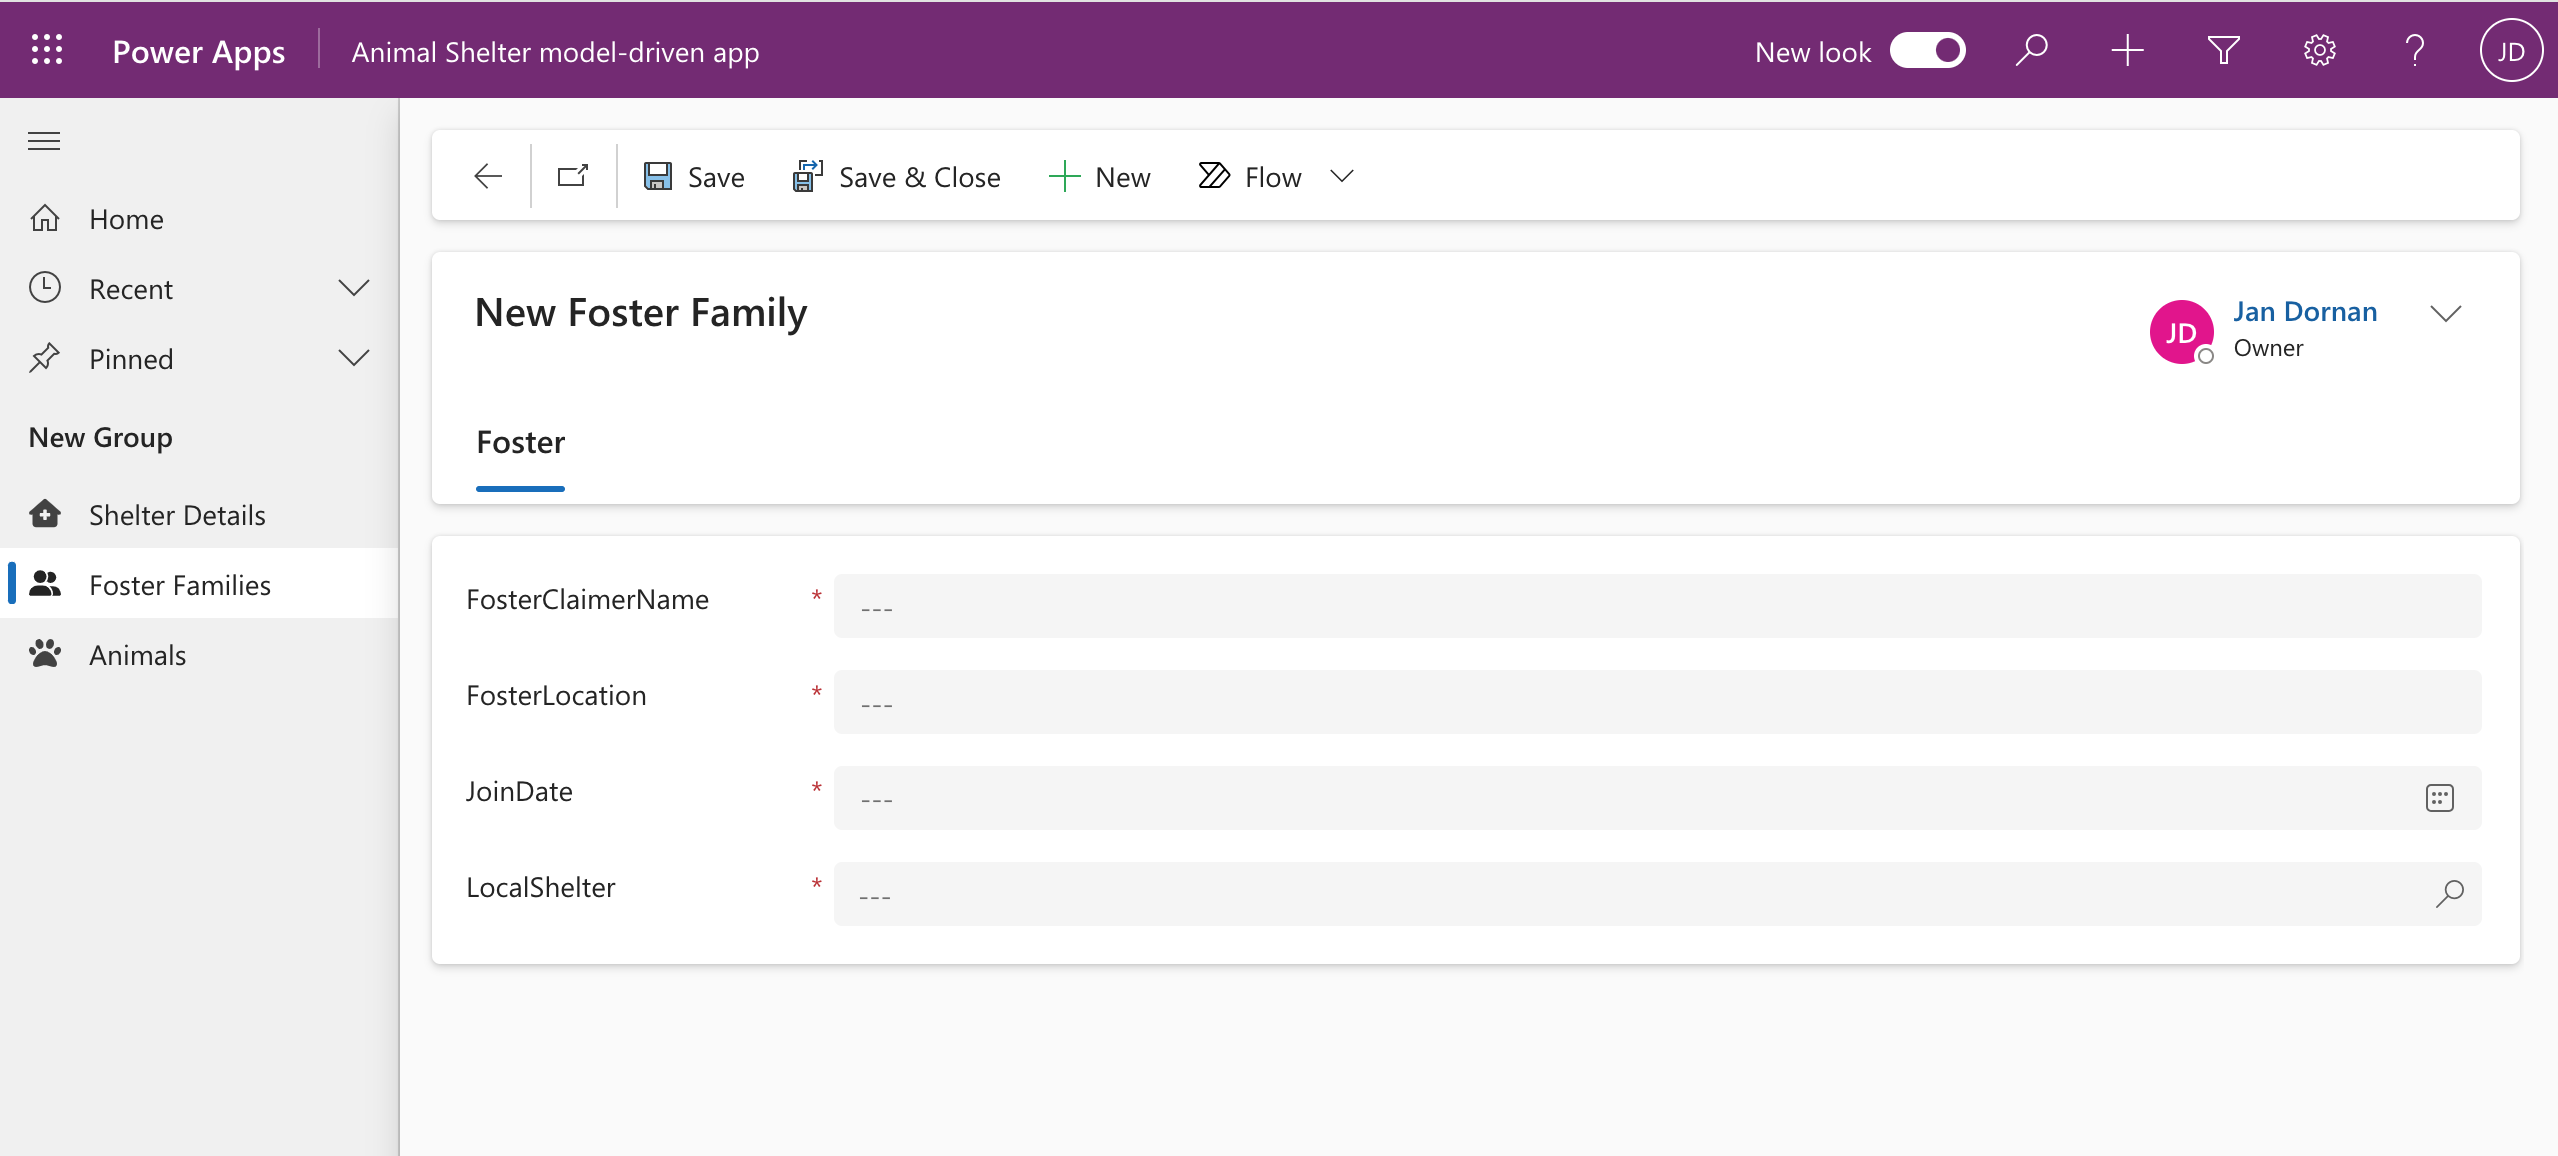 Power Apps
Animal Shelter model-driven app
New look
JD
Home
Recent
Pinned
New Group
Shelter Details
Foster Families
Animals
Save
Save & Close
New
Flow
New Foster Family
JD
Jan Dornan
Owner
Foster
FosterClaimerName * ---
FosterLocation * ---
JoinDate * ---
LocalShelter * ---